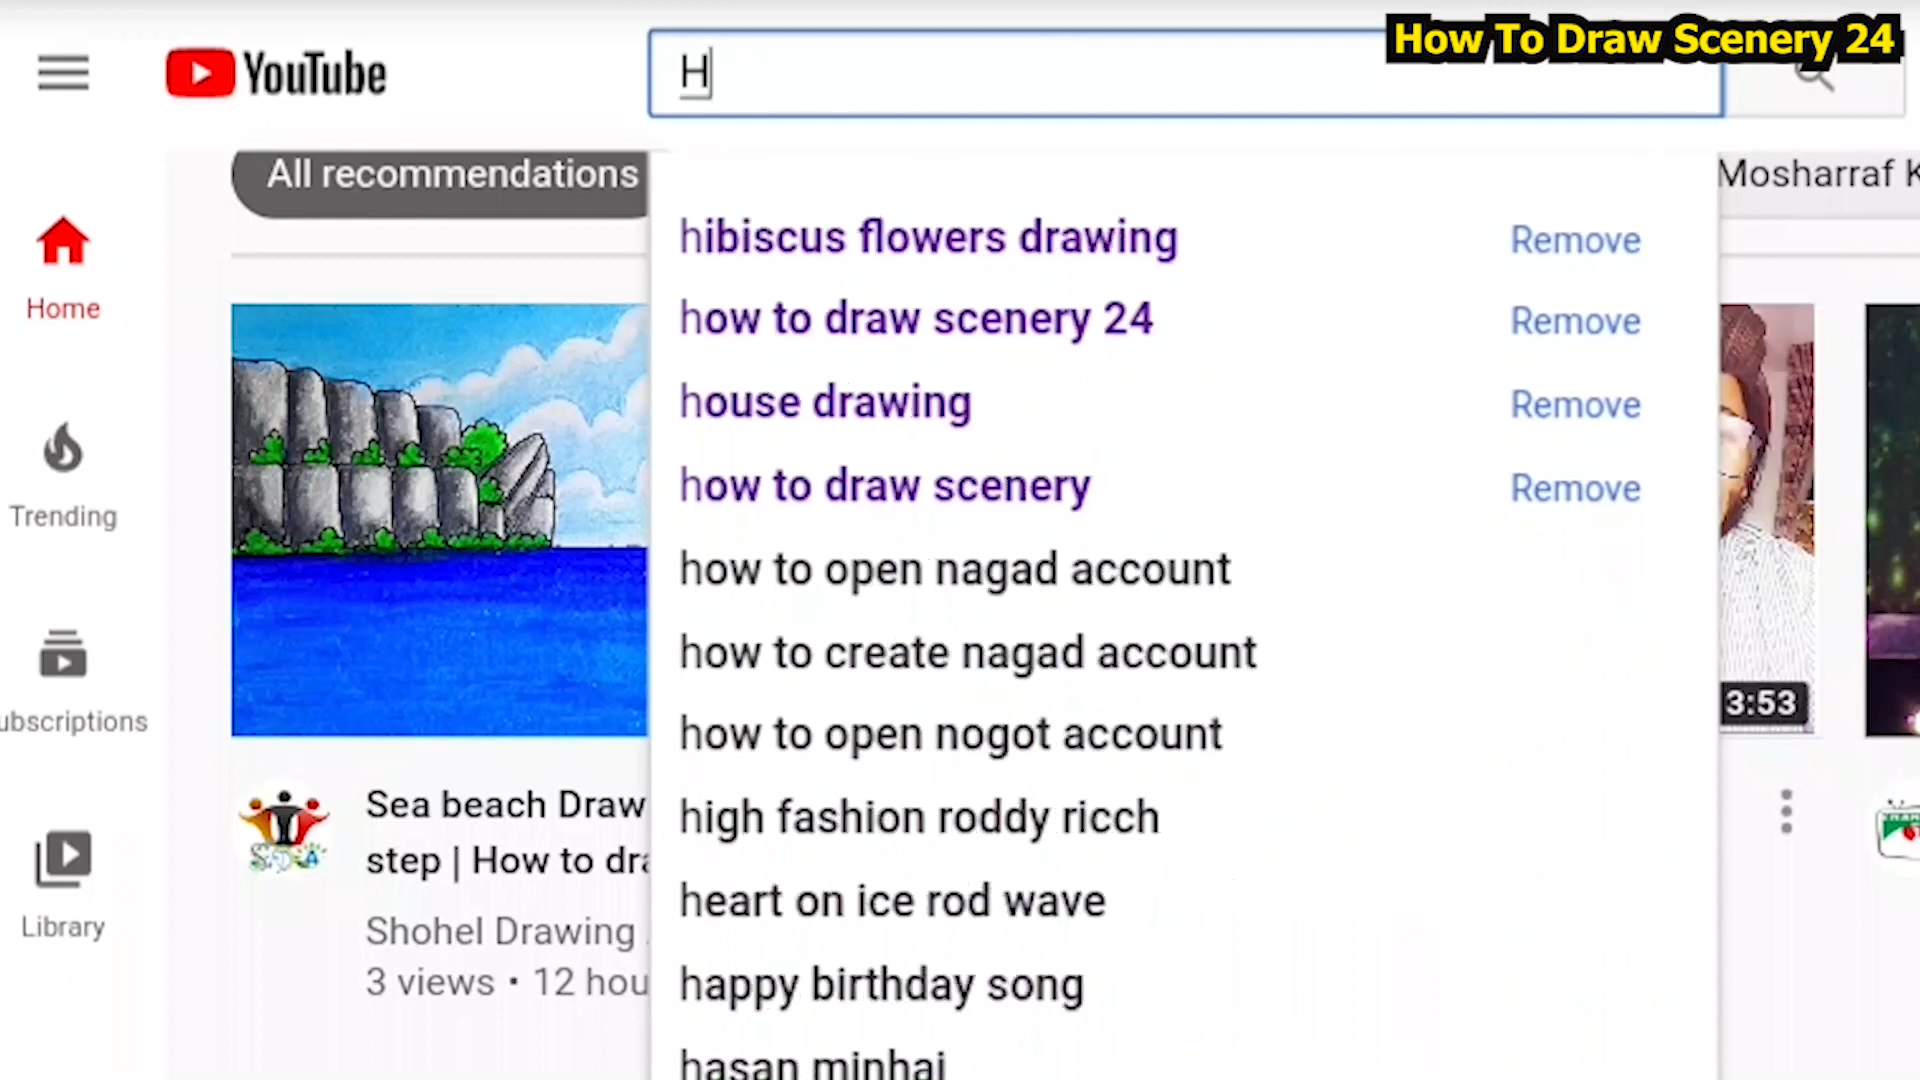 How To Draw Scenery 24
YouTube
H
All recommendations
Mosharraf K
hibiscus flowers drawing
Remove
how to draw scenery 24
Remove
Home
house drawing
Remove
how to draw scenery
Remove
Trending
how to open nagad account
how to create nagad account
ubscriptions
how to open nogot account
3:53
high fashion roddy ricch
Sea beach Draw
step | How to dra
heart on ice rod wave
Library
Shohel Drawing
3 views • 12 hou
happy birthday song
hasan minhaj